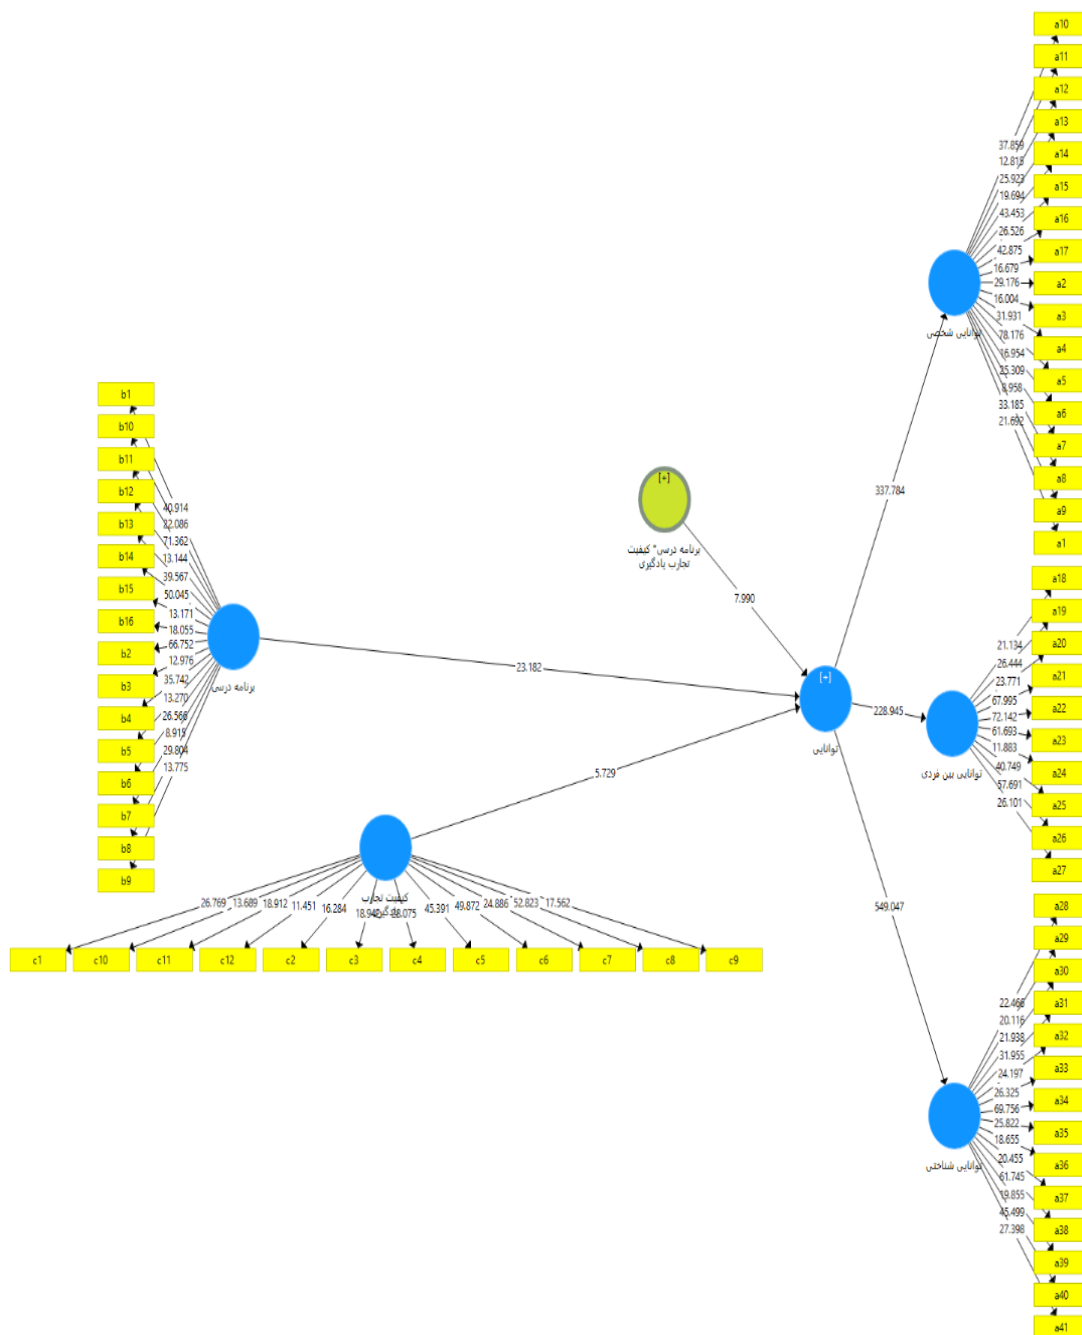 a10
a11
a12
a13
a14
a15
a16
a17
a2
a3
a4
a5
a6
a7
a8
a9
a1
37.859
12.815
25.923
19.694
43.453
26.526
42.875
16.679
29.176
16.004
31.931
78.176
16.954
25.309
8.958
33.185
21.692
توانایی شخصی
337.784
b1
b10
b11
b12
b13
b14
b15
b16
b2
b3
b4
b5
b6
b7
b8
b9
40.914
22.086
71.362
13.144
39.567
50.045
13.171
18.055
66.752
12.976
35.742
13.270
26.566
8.915
29.804
13.775
برنامه درسی
[+]
برنامه درسی* کیفیت
تجارب یادگیری
7.990
23.182
[+]
توانایی
228.945
5.729
a18
a19
a20
a21
a22
a23
a24
a25
a26
a27
21.134
26.444
23.771
67.995
72.142
61.693
11.883
40.749
57.691
26.101
توانایی بین فردی
549.047
کیفیت تجارب
یادگیری
26.769
13.689
18.912
11.451
16.284
45.391
49.872
24.886
52.823
17.562
c1
c10
c11
c12
c2
c3
c4
c5
c6
c7
c8
c9
a28
a29
a30
a31
a32
a33
a34
a35
a36
a37
a38
a39
a40
a41
22.466
20.116
21.938
31.955
24.197
26.325
69.756
25.822
18.655
20.455
61.745
19.855
45.499
27.398
توانایی شناختی